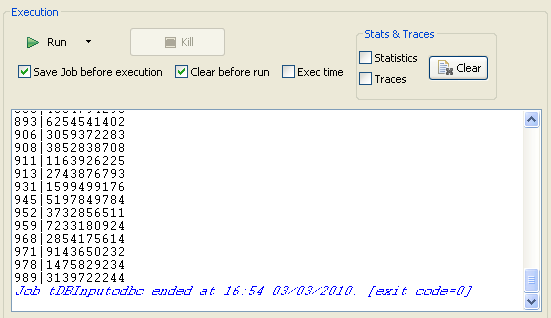 Execution
Run
Kill
Stats & Traces
Save Job before execution
Clear before run
Exec time
Statistics
Traces
Clear
893|6254541402
906|3059372283
908|3852838708
911|1163926225
913|2743876793
931|1599499176
945|5197849784
952|3732856511
959|7233180924
968|2854175614
971|9143650232
978|1475829234
989|3139722244
Job tDBInputodbc ended at 16:54 03/03/2010. [exit code=0]